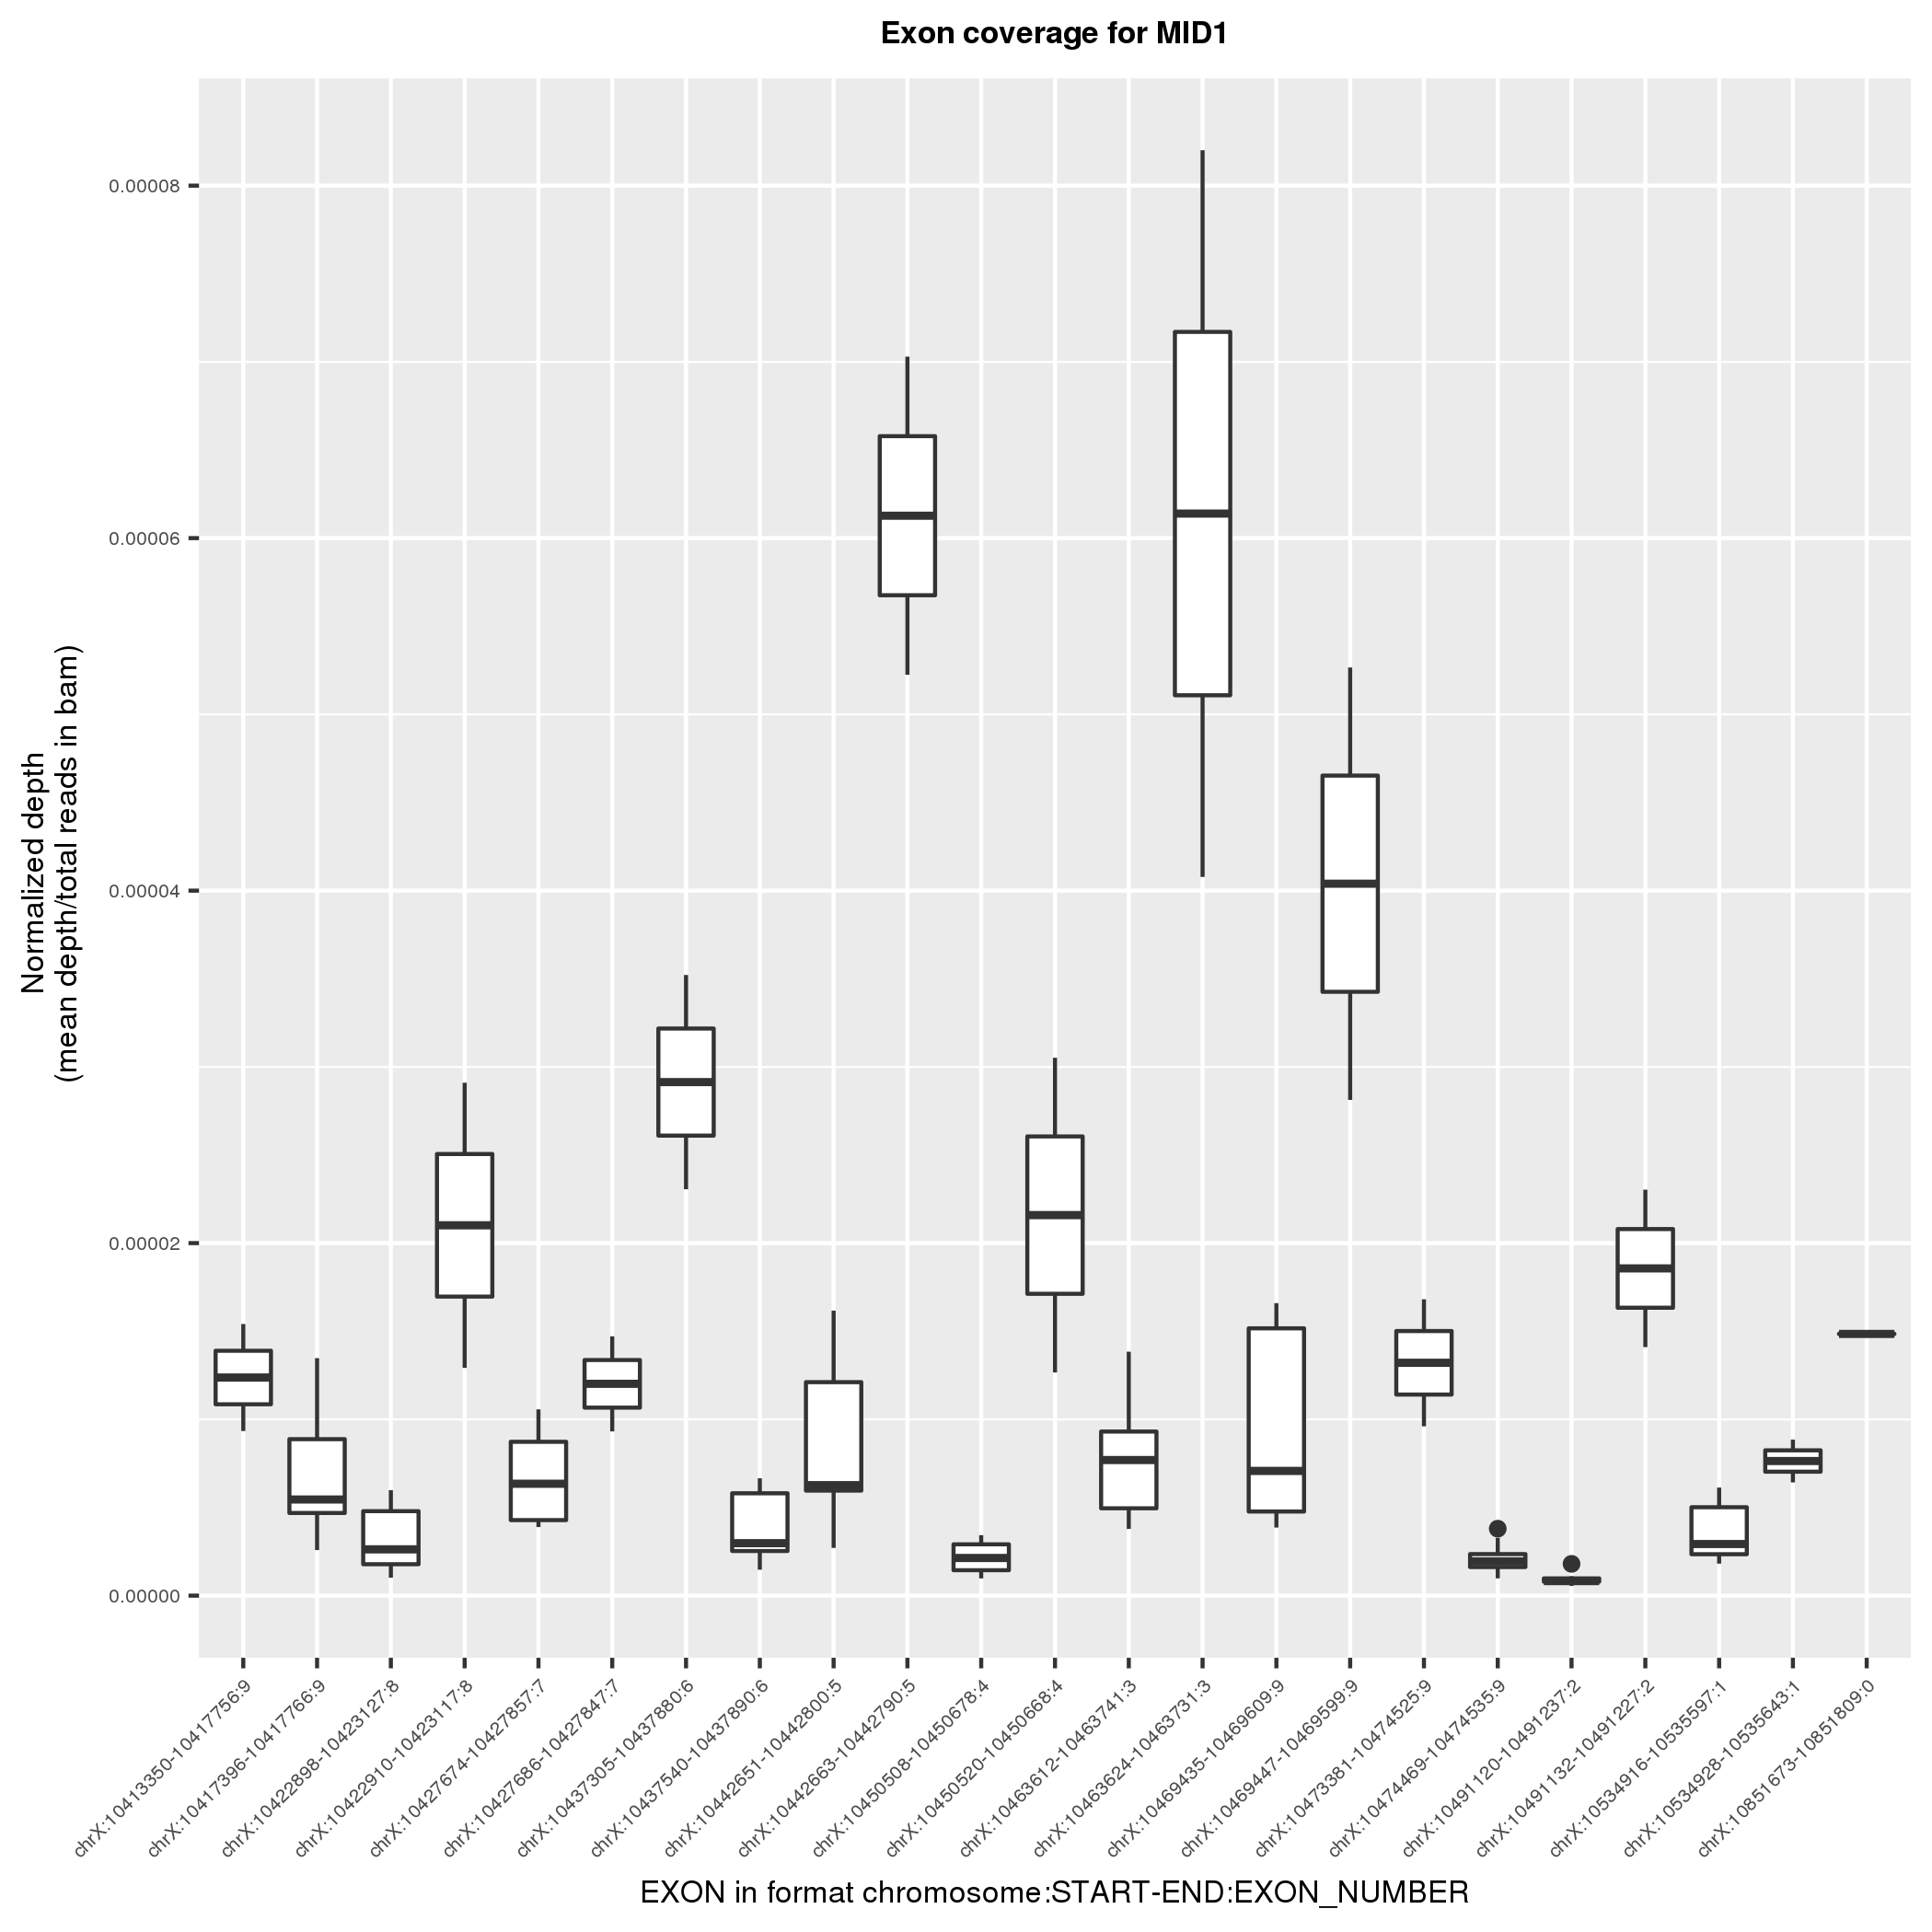 Exon coverage for MID1
0.00008
0.00006
0.00004
0.00002
0.00000
Normalized depth
(mean depth/total reads in bam)
chrX:10413350-10417756:9
chrX:10417396-10417766:9
chrX:10422898-10423127:8
chrX:10422910-10423117:8
chrX:10427674-10427857:7
chrX:10427686-10427847:7
chrX:10437305-10437880:6
chrX:10437540-10437890:6
chrX:10442651-10442800:5
chrX:10442663-10442790:5
chrX:10450508-10450678:4
chrX:10450520-10450668:4
chrX:10463612-10463741:3
chrX:10463624-10463731:3
chrX:10469435-10469609:9
chrX:10469447-10469599:9
chrX:10473381-10474525:9
chrX:10474469-10474535:9
chrX:10491120-10491237:2
chrX:10491132-10491227:2
chrX:10534916-10535597:1
chrX:10534928-10535643:1
chrX:10851673-10851809:0
EXON in format chromosome:START-END:EXON_NUMBER